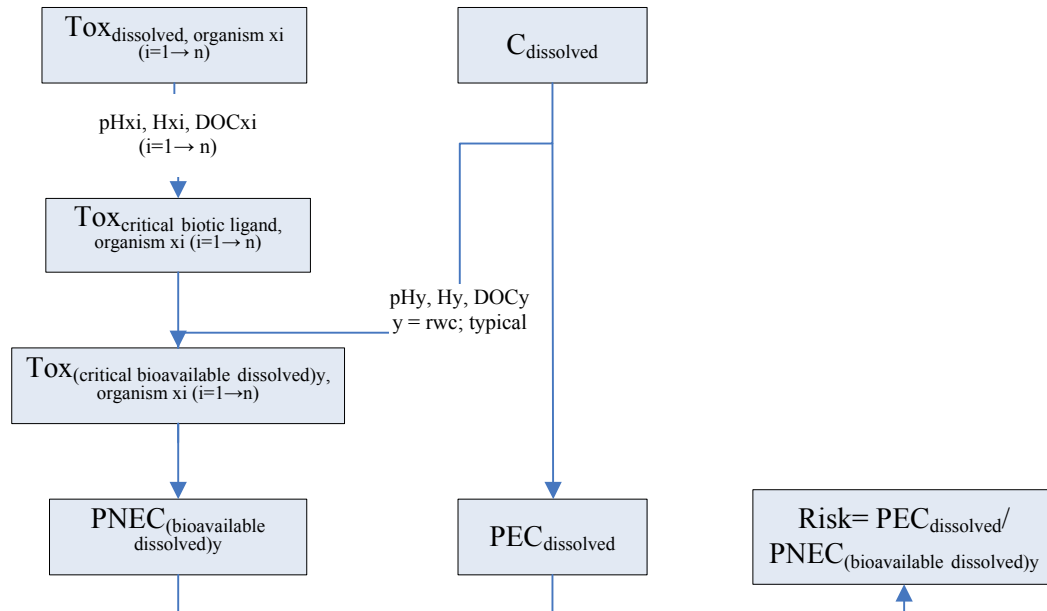 Tox dissolved, organism xi
(i=1→ n)
C dissolved
pHxi, Hxi, DOCxi
(i=1→ n)
Tox critical biotic ligand,
organism xi (i=1→ n)
pHy, Hy, DOCy
y = rwc; typical
Tox (critical bioavailable dissolved)y,
organism xi (i=1→n)
PNEC (bioavailable
dissolved)y
PEC dissolved
Risk= PEC dissolved/
PNEC (bioavailable dissolved)y